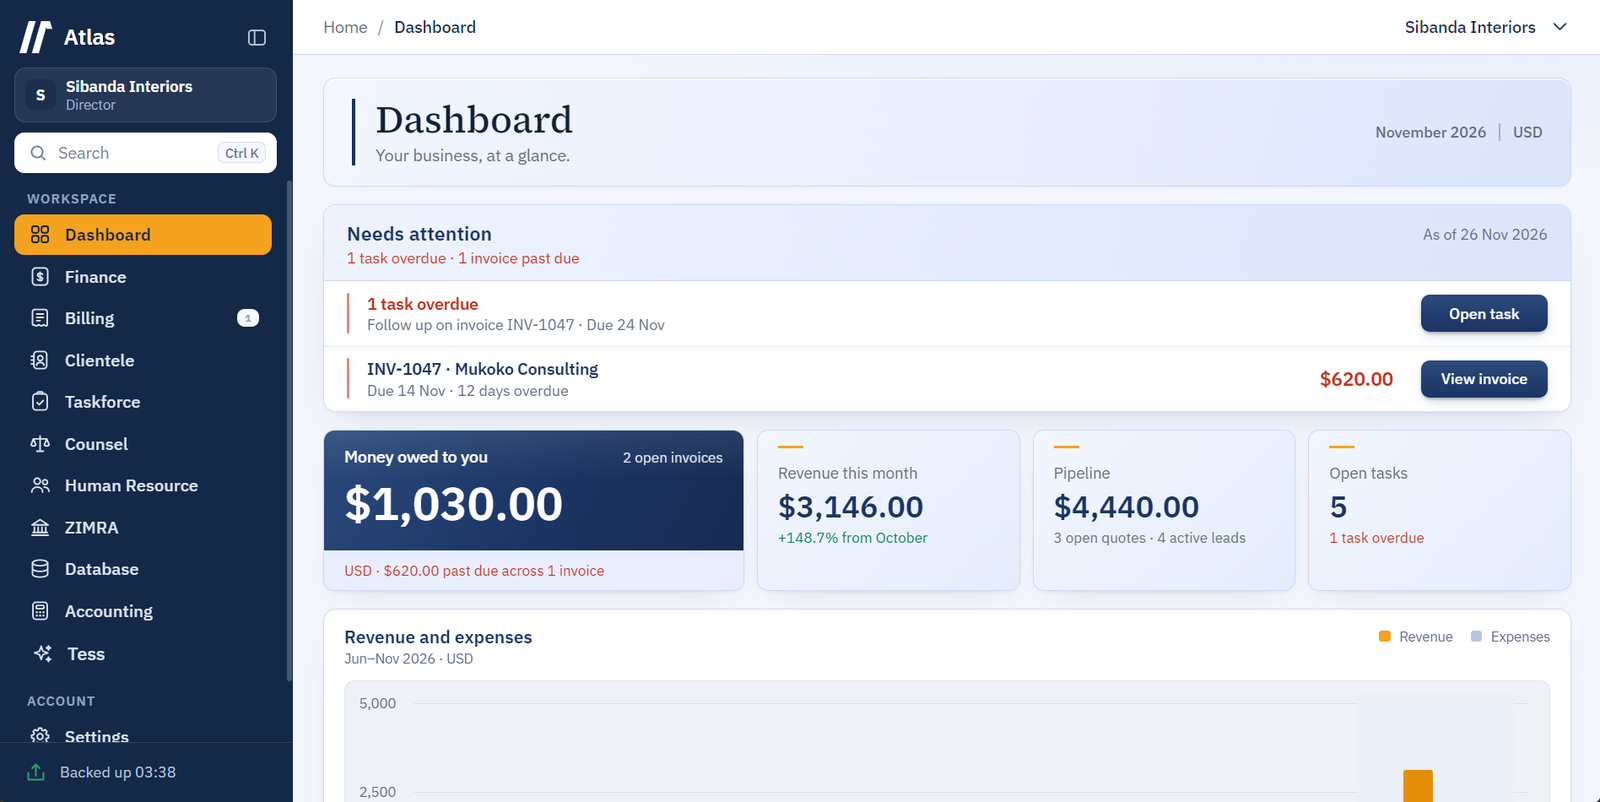 Atlas
Sibanda Interiors
S
Director
Search
Ctrl K
WORKSPACE
Dashboard
Finance
Billing
1
Clientele
Taskforce
Counsel
Human Resource
ZIMRA
Database
Accounting
Tess
ACCOUNT
Settings
Backed up 03:38
Home / Dashboard
Sibanda Interiors
Dashboard
Your business, at a glance.
November 2026 | USD
Needs attention
As of 26 Nov 2026
1 task overdue · 1 invoice past due
1 task overdue
Follow up on invoice INV-1047 · Due 24 Nov
Open task
INV-1047 · Mukoko Consulting
Due 14 Nov · 12 days overdue
$620.00
View invoice
Money owed to you
2 open invoices
$1,030.00
USD · $620.00 past due across 1 invoice
Revenue this month
$3,146.00
+148.7% from October
Pipeline
$4,440.00
3 open quotes · 4 active leads
Open tasks
5
1 task overdue
Revenue and expenses
Jun–Nov 2026 · USD
Revenue
Expenses
5,000
2,500